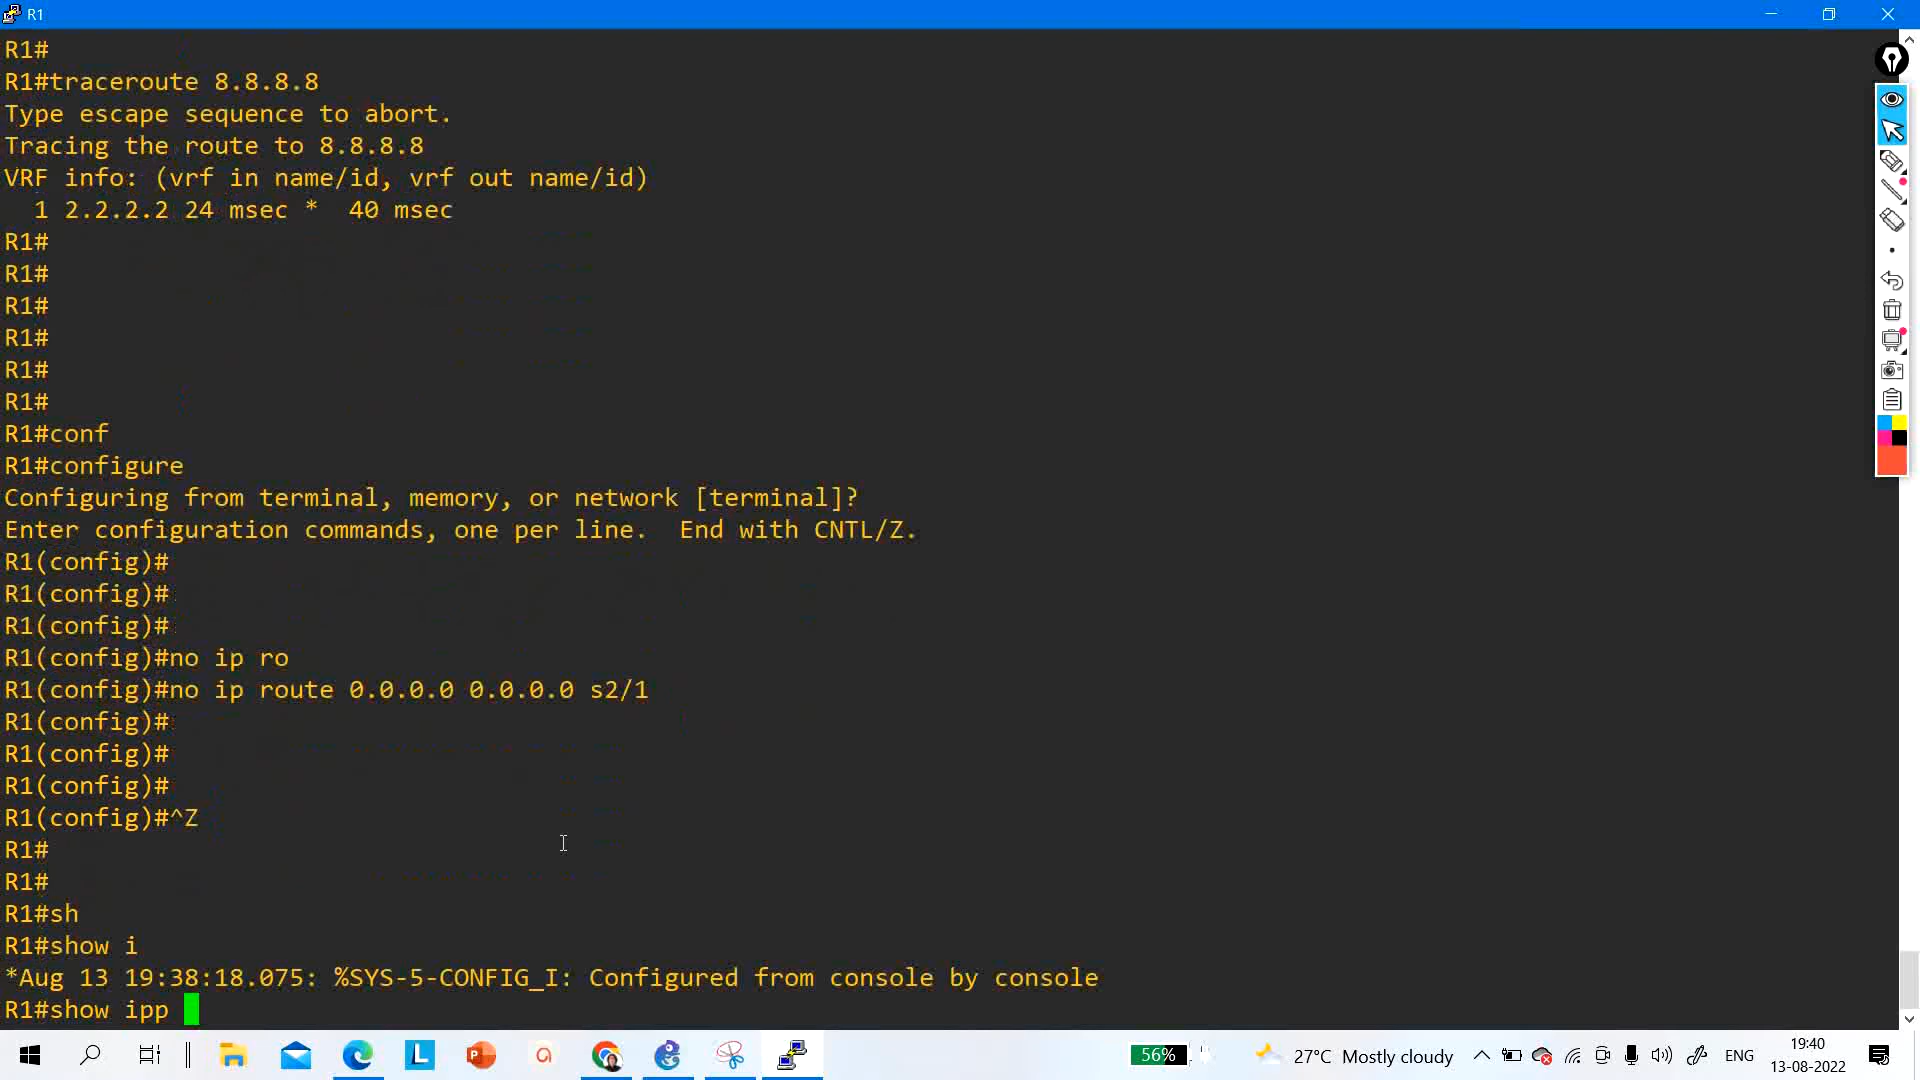 R1
R1#
R1#traceroute 8.8.8.8
Type escape sequence to abort.
Tracing the route to 8.8.8.8
VRF info: (vrf in name/id, vrf out name/id)
  1 2.2.2.2 24 msec *  40 msec
R1#
R1#
R1#
R1#
R1#
R1#
R1#conf
R1#configure
Configuring from terminal, memory, or network [terminal]?
Enter configuration commands, one per line.  End with CNTL/Z.
R1(config)#
R1(config)#
R1(config)#
R1(config)#no ip ro
R1(config)#no ip route 0.0.0.0 0.0.0.0 s2/1
R1(config)#
R1(config)#
R1(config)#
R1(config)#^Z
R1#
R1#
R1#sh
R1#show i
*Aug 13 19:38:18.075: %SYS-5-CONFIG_I: Configured from console by console
R1#show ipp
L
P
56%
27°C Mostly cloudy
ENG
19:40
13-08-2022